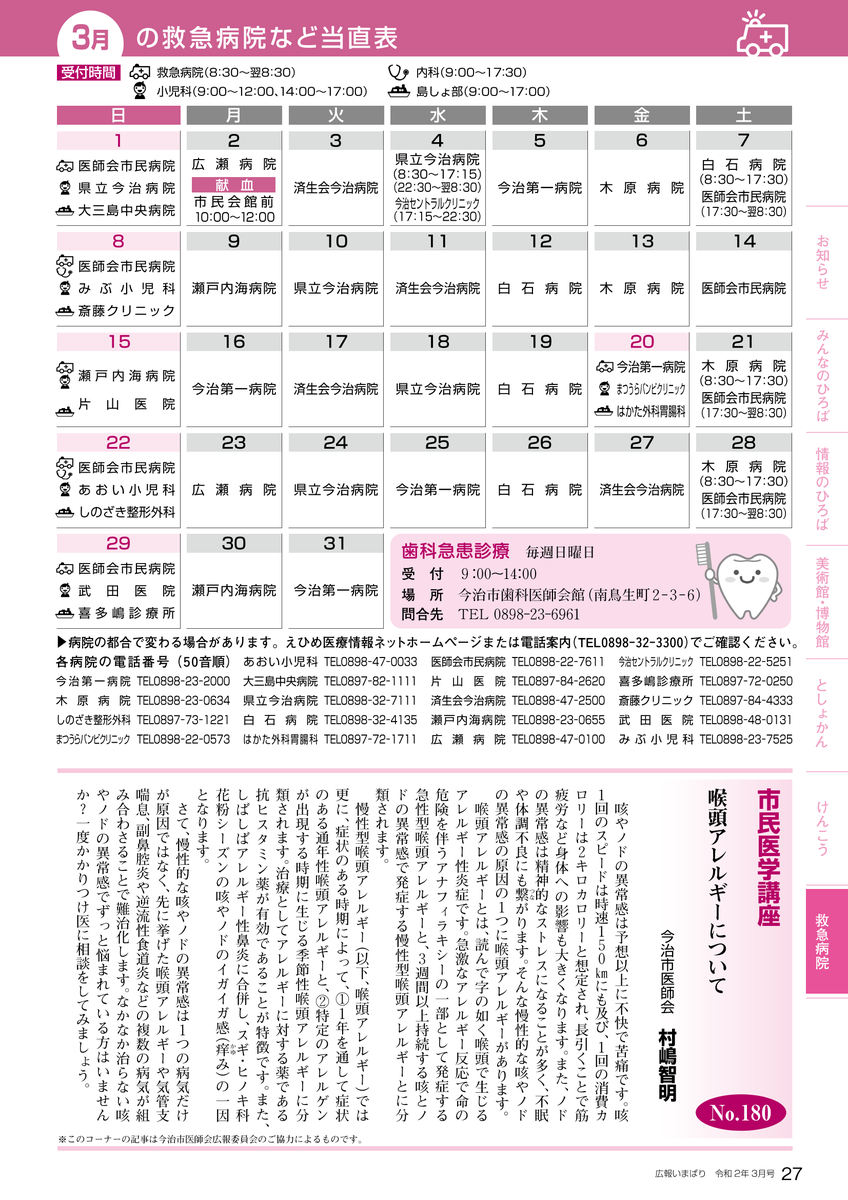 3月 の救急病院など当直表
受付時間 救急病院(8:30〜翌8:30) 内科(9:00〜17:30)
小児科(9:00〜12:00、14:00〜17:00) 島しょ部(9:00〜17:00)
日 月 火 水 木 金 土
1
医師会市民病院
県立今治病院
大三島中央病院
2
広瀬病院
献血
市民会館前
10:00〜12:00
3
済生会今治病院
4
県立今治病院
(8:30〜17:15)
(22:30〜翌8:30)
今治セントラルクリニック
(17:15〜22:30)
5
今治第一病院
6
木原病院
7
白石病院
(8:30〜17:30)
医師会市民病院
(17:30〜翌8:30)
8
医師会市民病院
みぶ小児科
斎藤クリニック
9
瀬戸内海病院
10
県立今治病院
11
済生会今治病院
12
白石病院
13
木原病院
14
医師会市民病院
15
瀬戸内海病院
片山医院
16
今治第一病院
17
済生会今治病院
18
県立今治病院
19
白石病院
20
今治第一病院
まつうらバンビクリニック
はかた外科胃腸科
21
木原病院
(8:30〜17:30)
医師会市民病院
(17:30〜翌8:30)
22
医師会市民病院
あおい小児科
しのざき整形外科
23
広瀬病院
24
県立今治病院
25
今治第一病院
26
白石病院
27
済生会今治病院
28
木原病院
(8:30〜17:30)
医師会市民病院
(17:30〜翌8:30)
29
医師会市民病院
武田医院
喜多嶋診療所
30
瀬戸内海病院
31
今治第一病院
歯科急患診療 毎週日曜日
受付 9:00〜14:00
場所 今治市歯科医師会館(南鳥生町2-3-6)
問合先 TEL 0898-23-6961
▶病院の都合で変わる場合があります。えひめ医療情報ネットホームページまたは電話案内(TEL0898-32-3300)でご確認ください。
各病院の電話番号(50音順) あおい小児科 TEL0898-47-0033 医師会市民病院 TEL0898-22-7611 今治セントラルクリニック TEL0898-22-5251
今治第一病院 TEL0898-23-2000 大三島中央病院 TEL0897-82-1111 片山医院 TEL0897-84-2620 喜多嶋診療所 TEL0897-72-0250
木原病院 TEL0898-23-0634 県立今治病院 TEL0898-32-7111 済生会今治病院 TEL0898-47-2500 斎藤クリニック TEL0897-84-4333
しのざき整形外科 TEL0897-73-1221 白石病院 TEL0898-32-4135 瀬戸内海病院 TEL0898-23-0655 武田医院 TEL0898-48-0131
まつうらバンビクリニック TEL0898-22-0573 はかた外科胃腸科 TEL0897-72-1711 広瀬病院 TEL0898-47-0100 みぶ小児科 TEL0898-23-7525
市民医学講座
No.180
喉頭アレルギーについて
今治市医師会 村嶋智明
咳やノドの異常感は予想以上に不快で苦痛です。咳
1回のスピードは時速150㎞にも及び、1回の消費カ
ロリーは2キロカロリーと想定され、長引くことで筋
疲労など身体への影響も大きくなります。また、ノド
の異常感は精神的なストレスになることが多く、不眠
や体調不良にも繋がります。そんな慢性的な咳やノド
の異常感の原因の1つに喉頭アレルギーがあります。
喉頭アレルギーとは、読んで字の如く喉頭で生じる
アレルギー性炎症です。急激なアレルギー反応で命の
危険を伴うアナフィラキシーの一部として発症する
急性型喉頭アレルギーと、3週間以上持続する咳とノ
ドの異常感で発症する慢性型喉頭アレルギーとに分
類されます。
慢性型喉頭アレルギー(以下、喉頭アレルギー)では
更に、症状のある時期によって、①1年を通して症状
のある通年性喉頭アレルギーと、②特定のアレルゲン
が出現する時期に生じる季節性喉頭アレルギーに分
類されます。治療としてアレルギーに対する薬である
抗ヒスタミン薬が有効であることが特徴です。また、
しばしばアレルギー性鼻炎に合併し、スギ・ヒノキ科
花粉シーズンの咳やノドのイガイガ感(痒み)の一因
となります。
さて、慢性的な咳やノドの異常感は1つの病気だけ
が原因ではなく、先に挙げた喉頭アレルギーや気管支
喘息、副鼻腔炎や逆流性食道炎などの複数の病気が組
み合わさることで難治化します。なかなか治らない咳
やノドの異常感でずっと悩まれている方はいません
か?一度かかりつけ医に相談をしてみましょう。
※このコーナーの記事は今治市医師会広報委員会のご協力によるものです。
お知らせ
みんなのひろば
情報のひろば
美術館・博物館
としょかん
けんこう
救急病院
広報いまばり 令和2年3月号 27